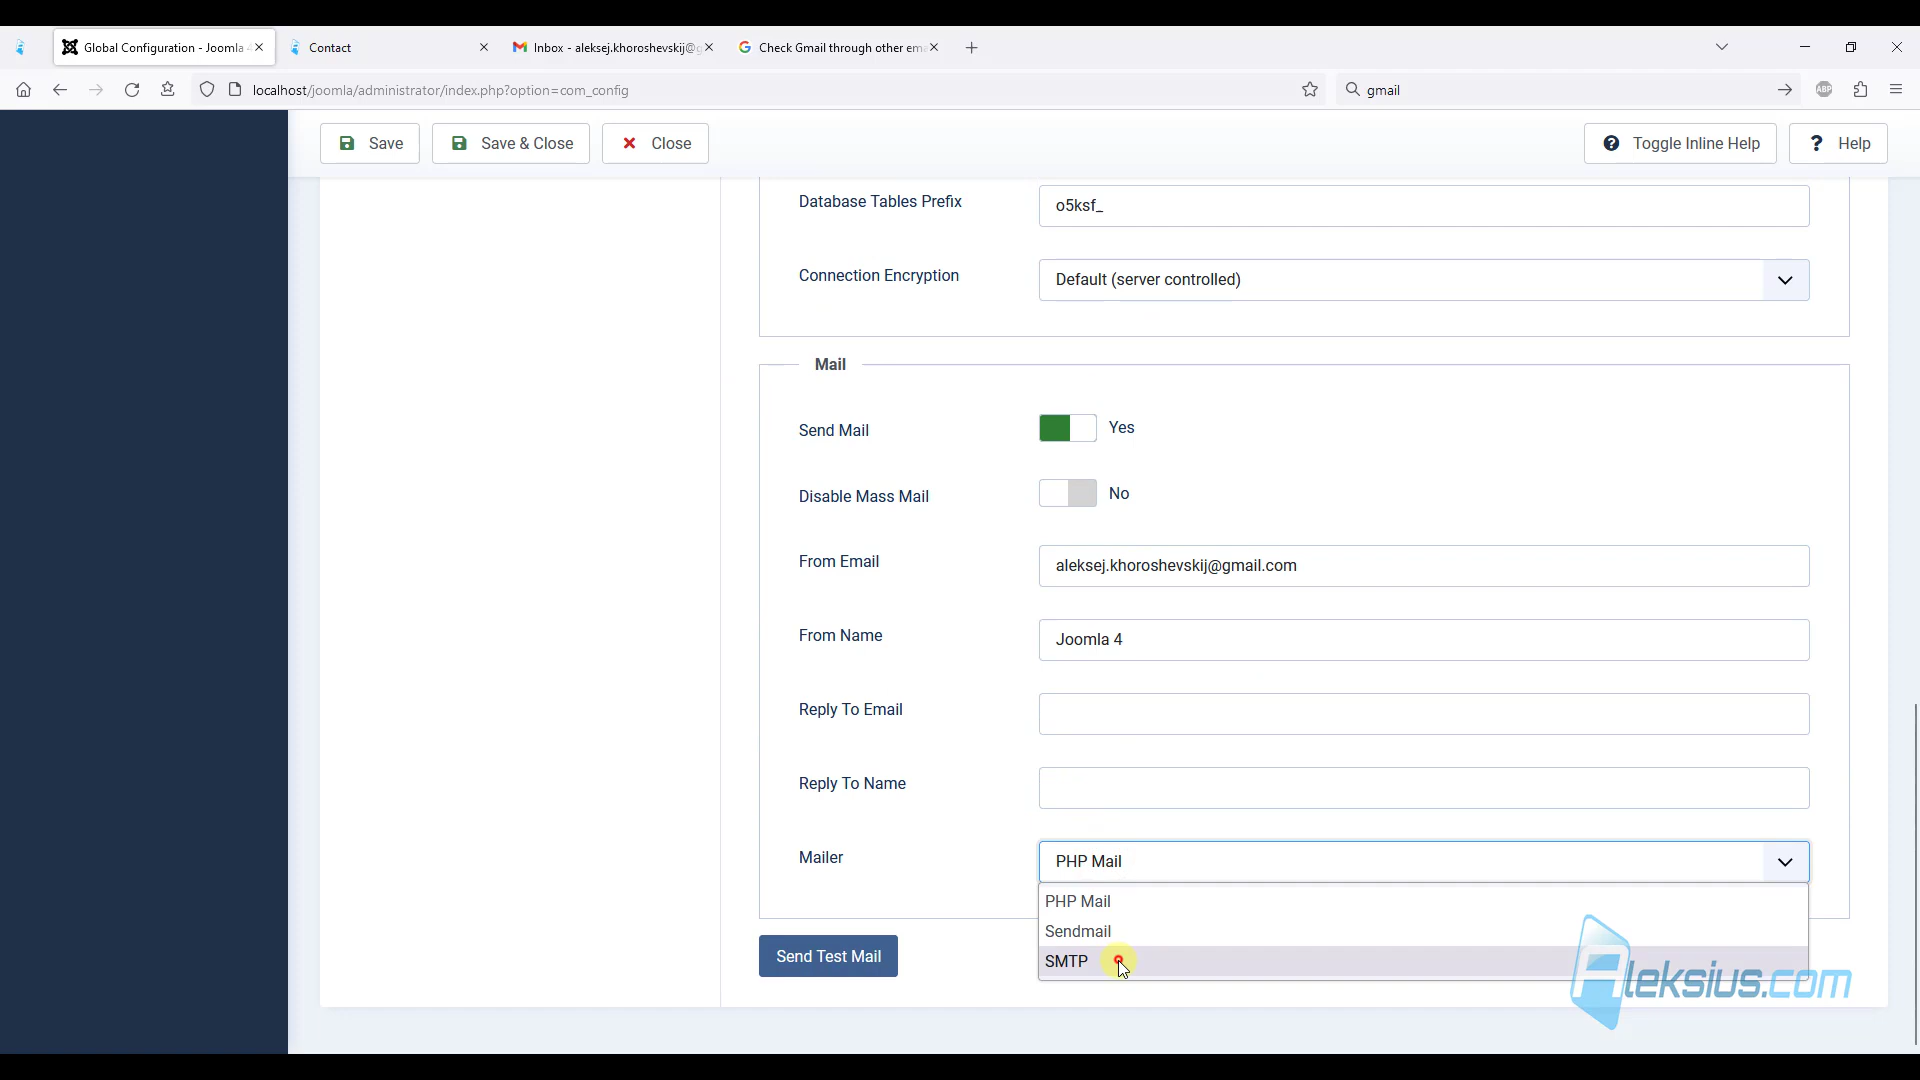 Global Configuration - Joomla 4
Contact
Inbox - aleksej.khoroshevskij@g
Check Gmail through other ema
localhost/joomla/administrator/index.php?option=com_config
gmail
ABP
Save
Save & Close
Close
Toggle Inline Help
Help
Database Tables Prefix
o5ksf_
Connection Encryption
Default (server controlled)
Mail
Send Mail
Yes
Disable Mass Mail
No
From Email
aleksej.khoroshevskij@gmail.com
From Name
Joomla 4
Reply To Email
Reply To Name
Mailer
PHP Mail
PHP Mail
Sendmail
SMTP
Send Test Mail
Aleksius.com